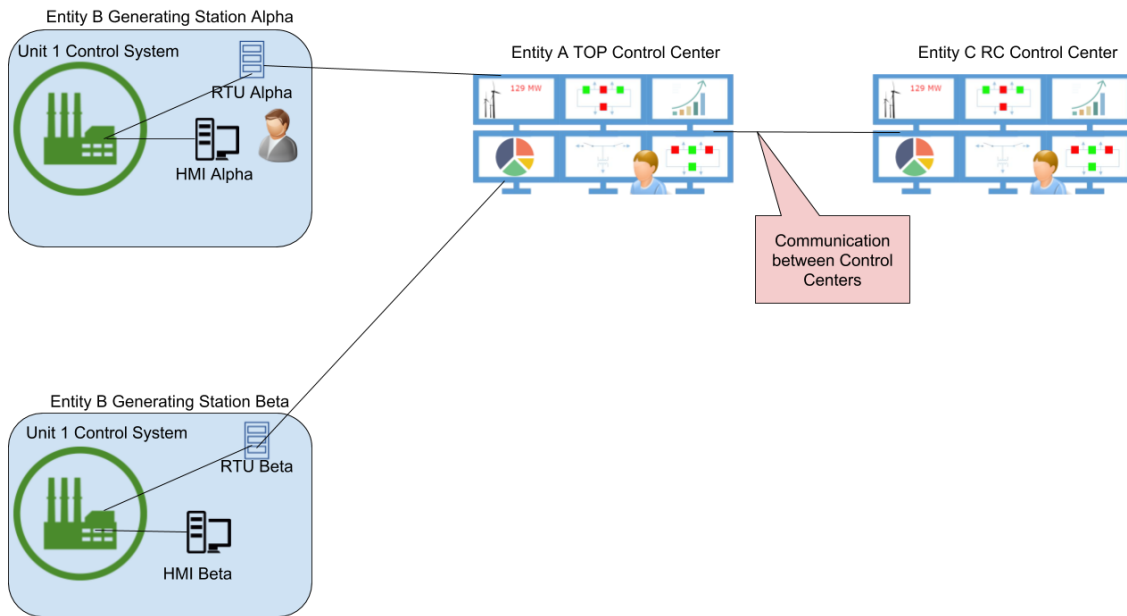 Entity B Generating Station Alpha
Unit 1 Control System
RTU Alpha
HMI Alpha
Entity A TOP Control Center
129 MW
Entity C RC Control Center
129 MW
Communication
between Control
Centers
Entity B Generating Station Beta
Unit 1 Control System
RTU Beta
HMI Beta